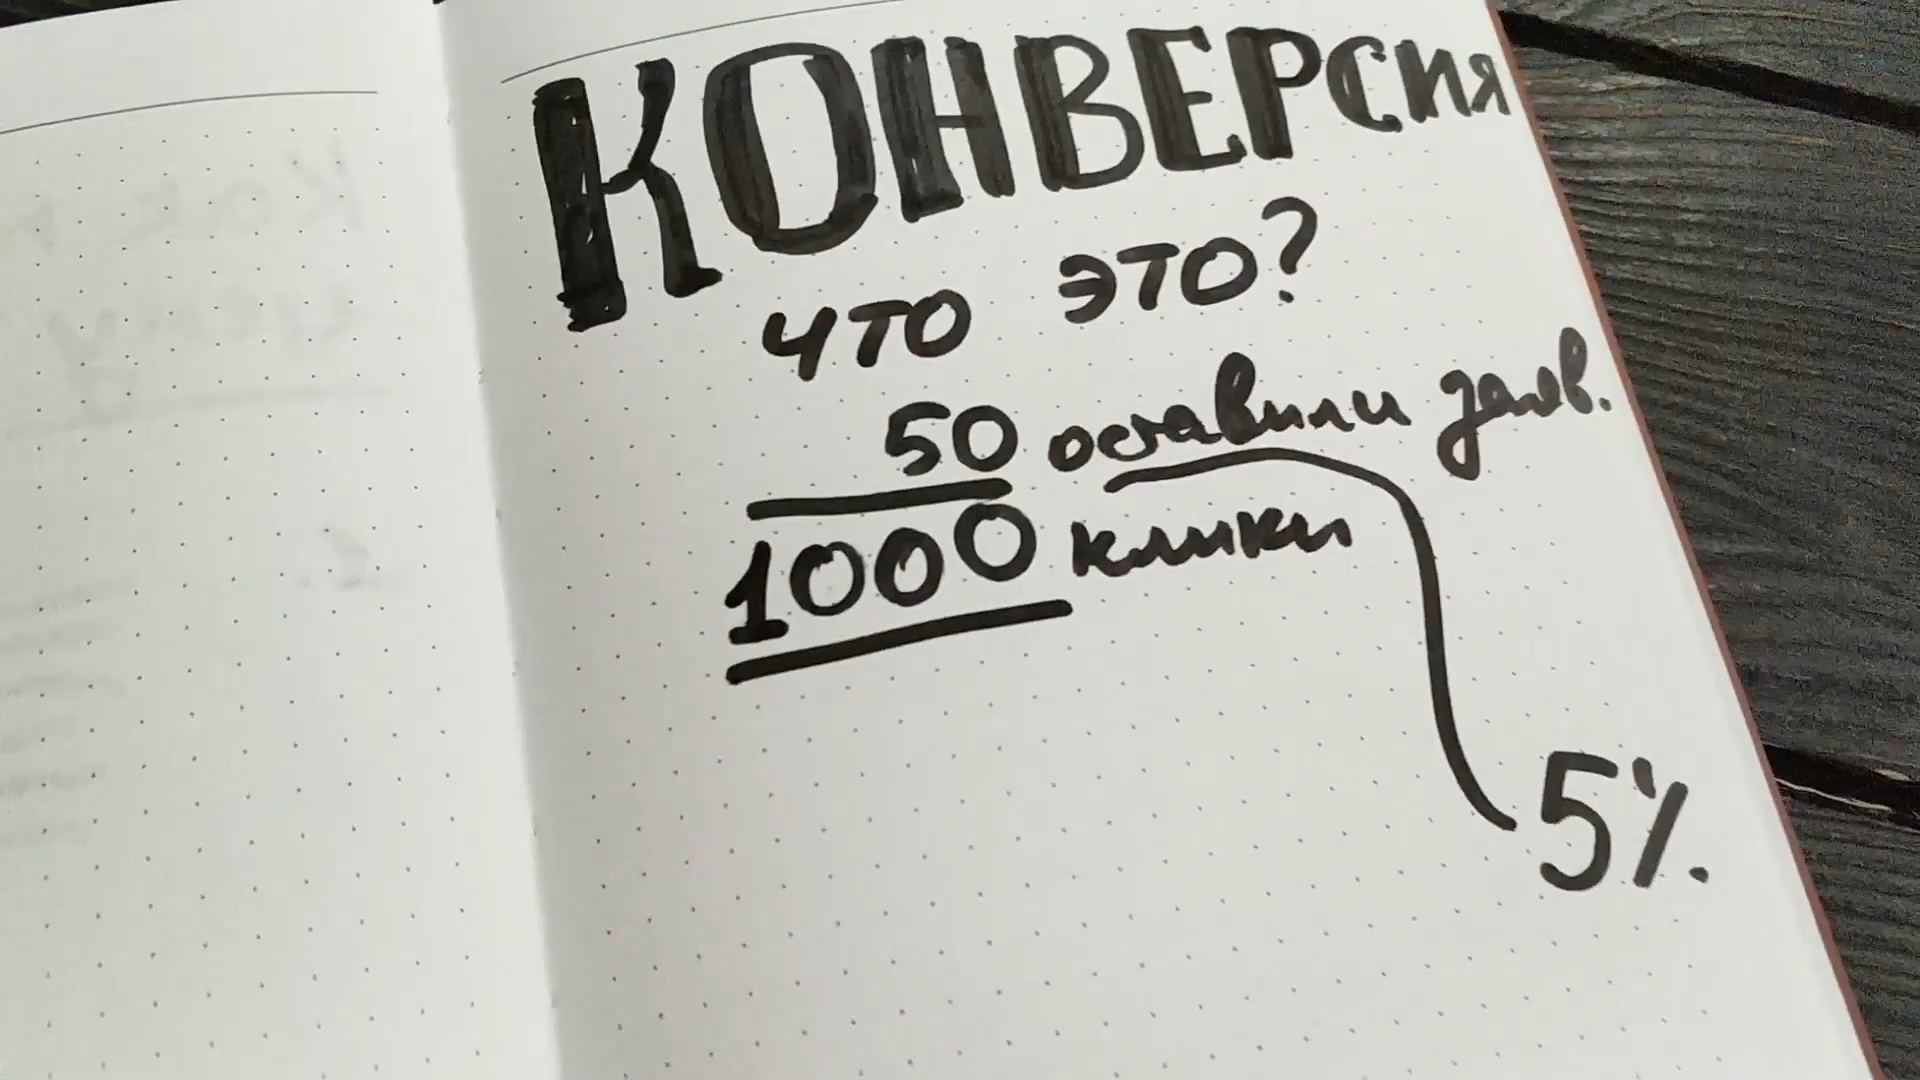 КОНВЕРСИЯ
ЧТО ЭТО?
50 оставили заяв.
1000 клики
5%